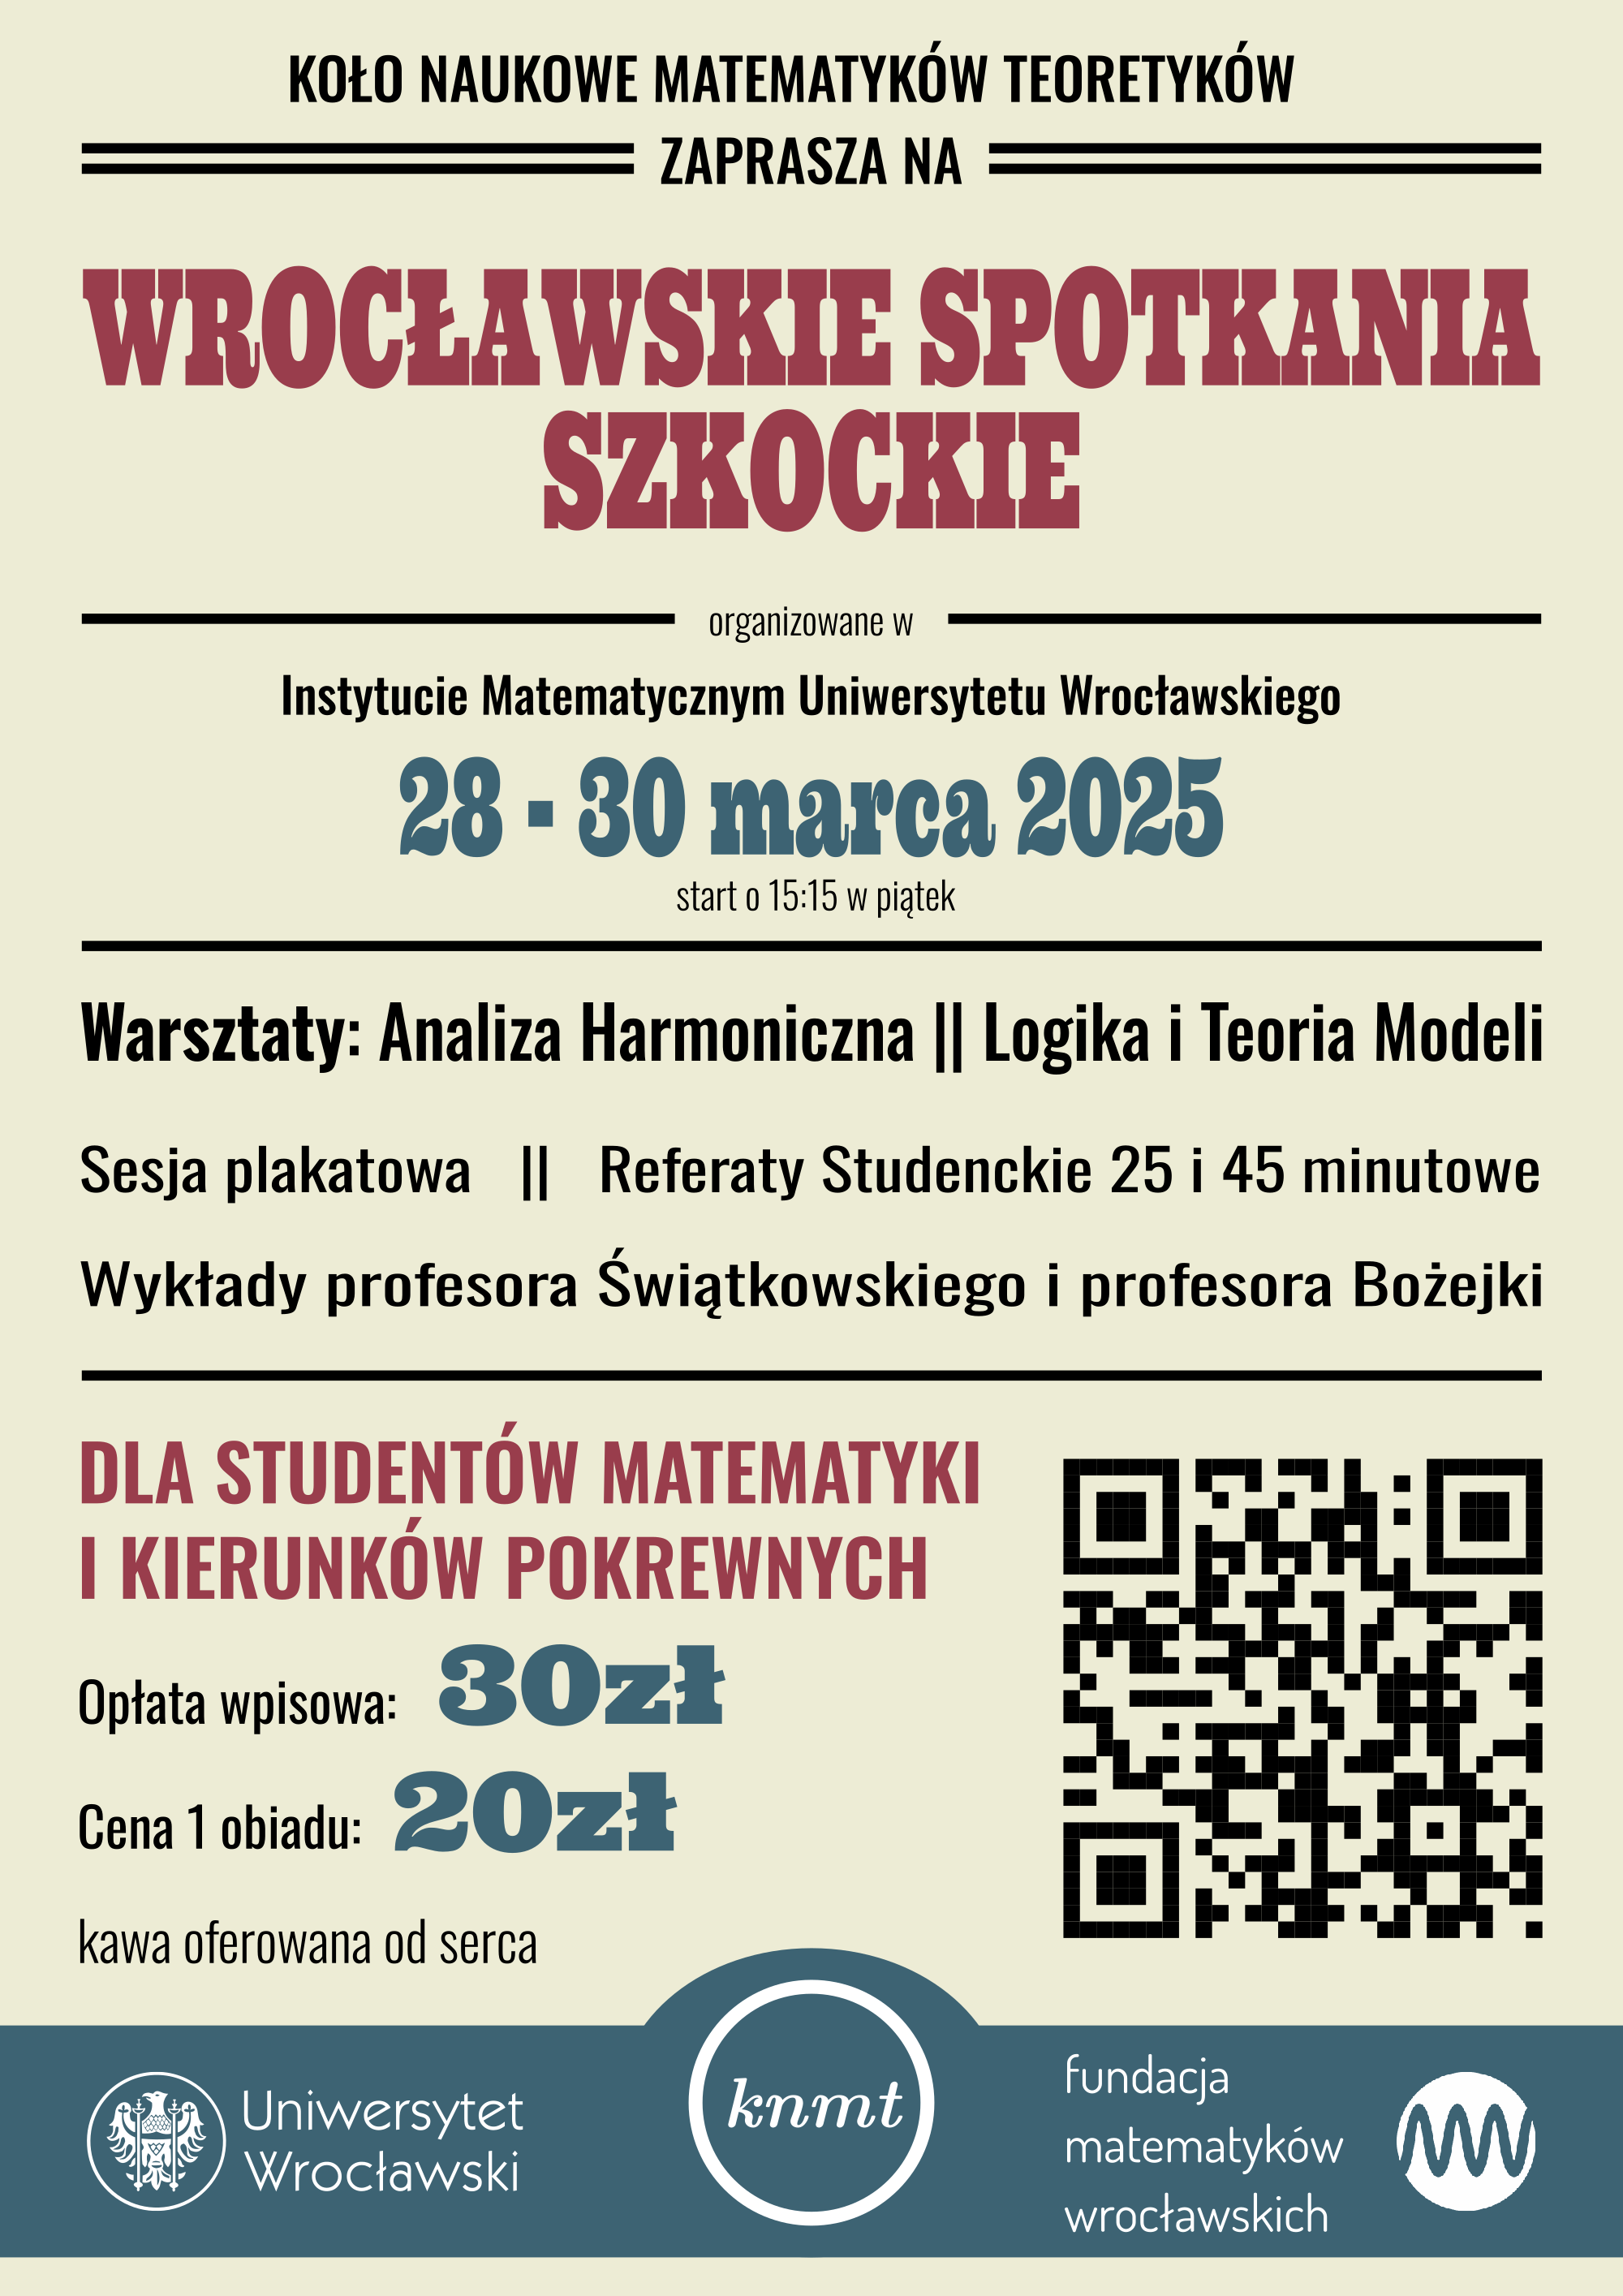 KOŁO NAUKOWE MATEMATYKÓW TEORETYKÓW
ZAPRASZA NA
WROCŁAWSKIE SPOTKANIA
SZKOCKIE
organizowane w
Instytucie Matematycznym Uniwersytetu Wrocławskiego
28 - 30 marca 2025
start o 15:15 w piątek
Warsztaty: Analiza Harmoniczna || Logika i Teoria Modeli
Sesja plakatowa || Referaty Studenckie 25 i 45 minutowe
Wykłady profesora Świątkowskiego i profesora Bożejki
DLA STUDENTÓW MATEMATYKI
I KIERUNKÓW POKREWNYCH
Opłata wpisowa: 30zł
Cena 1 obiadu: 20zł
kawa oferowana od serca
Uniwersytet
Wrocławski
knmt
fundacja
matematyków
wrocławskich